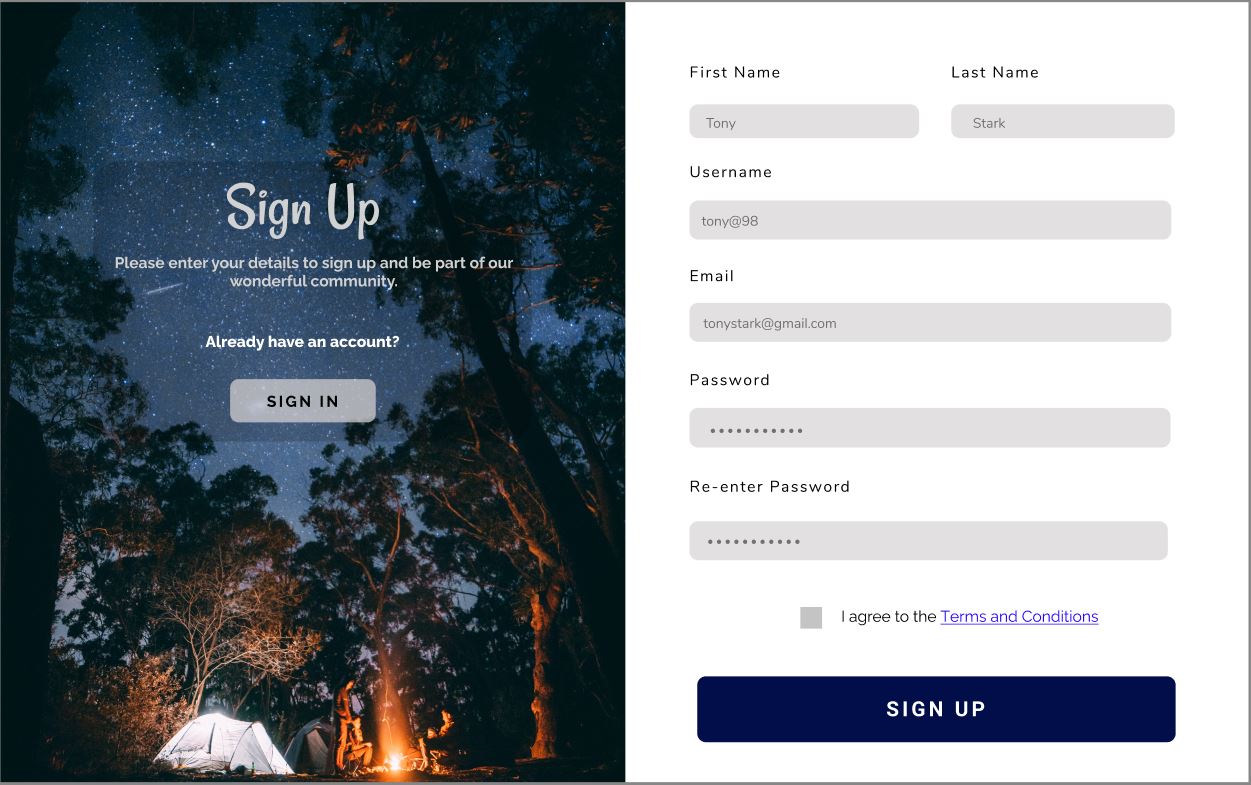 Sign Up
Please enter your details to sign up and be part of our
wonderful community.
Already have an account?
SIGN IN
First Name
Last Name
Tony
Stark
Username
tony@98
Email
tonystark@gmail.com
Password
•••••••••••
Re-enter Password
•••••••••••
I agree to the Terms and Conditions
SIGN UP